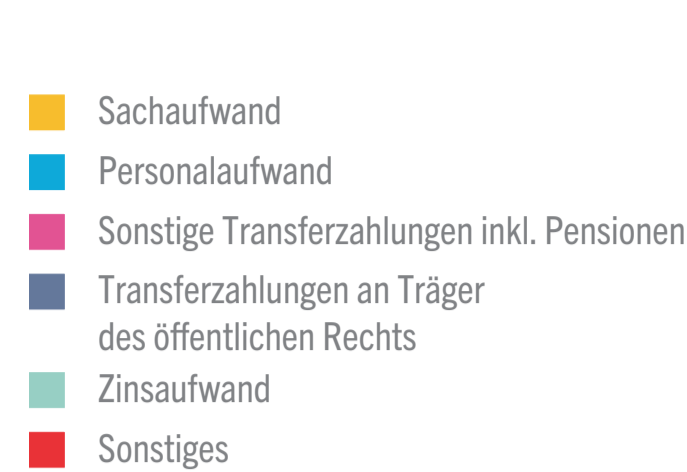 Sachaufwand
Personalaufwand
Sonstige Transferzahlungen inkl. Pensionen
Transferzahlungen an Träger
des öffentlichen Rechts
Zinsaufwand
Sonstiges